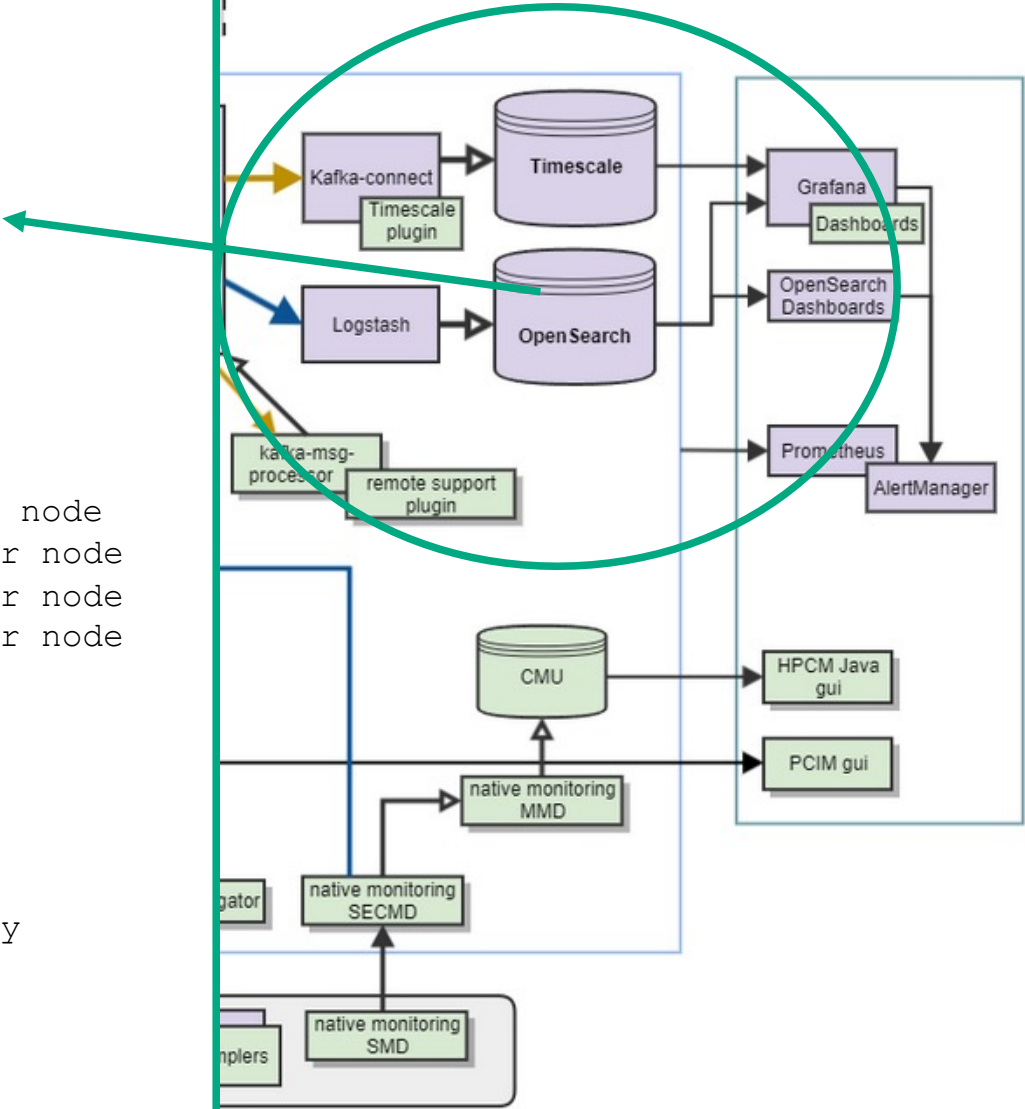 Kafka-connect
Timescale
plugin
Timescale
Grafana
Dashboards
Logstash
OpenSearch
OpenSearch
Dashboards
kafka-msg-
processor
remote support
plugin
Prometheus
AlertManager
node
r node
r node
r node
CMU
HPCM Java
gui
PCIM gui
native monitoring
MMD
gator
native monitoring
SECMD
y
nplers
native monitoring
SMD